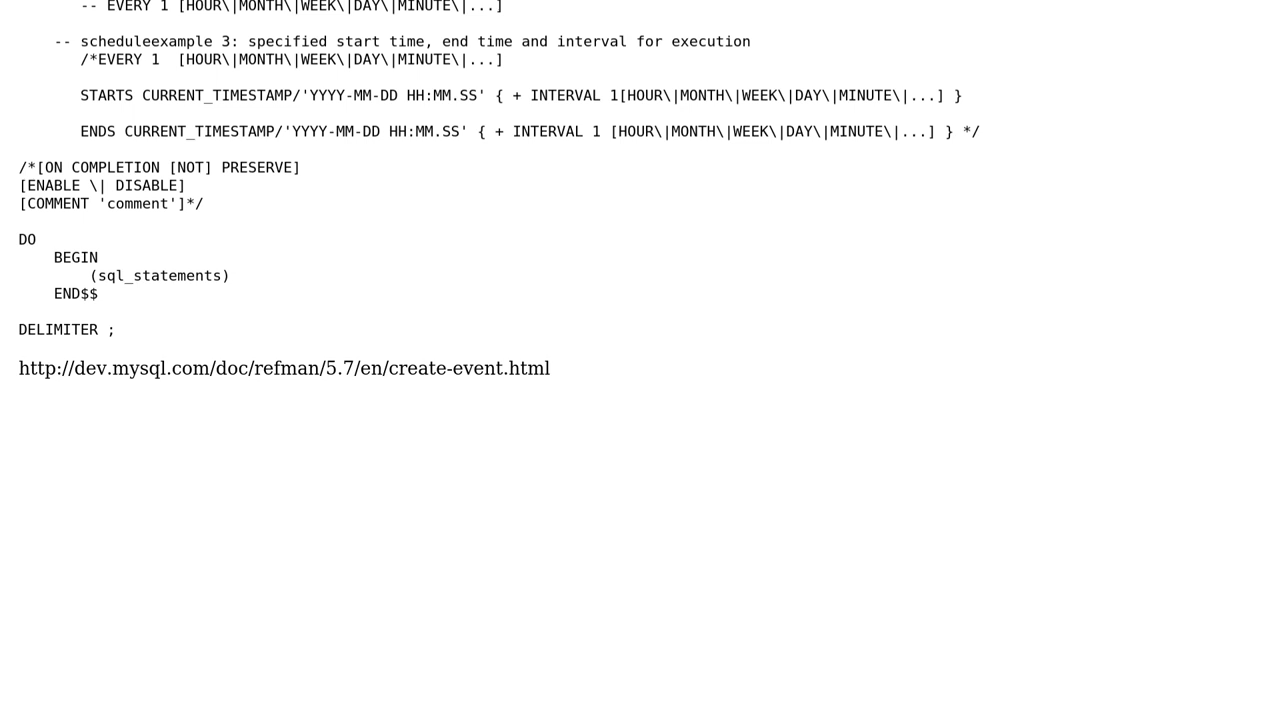 -- EVERY 1 [HOUR\|MONTH\|WEEK\|DAY\|MINUTE\|...]
-- scheduleexample 3: specified start time, end time and interval for execution
/*EVERY 1  [HOUR\|MONTH\|WEEK\|DAY\|MINUTE\|...]
STARTS CURRENT_TIMESTAMP/'YYYY-MM-DD HH:MM.SS' { + INTERVAL 1[HOUR\|MONTH\|WEEK\|DAY\|MINUTE\|...] }
ENDS CURRENT_TIMESTAMP/'YYYY-MM-DD HH:MM.SS' { + INTERVAL 1 [HOUR\|MONTH\|WEEK\|DAY\|MINUTE\|...] } */
/*[ON COMPLETION [NOT] PRESERVE]
[ENABLE \| DISABLE]
[COMMENT 'comment']*/
DO
BEGIN
(sql_statements)
END$$
DELIMITER ;
http://dev.mysql.com/doc/refman/5.7/en/create-event.html